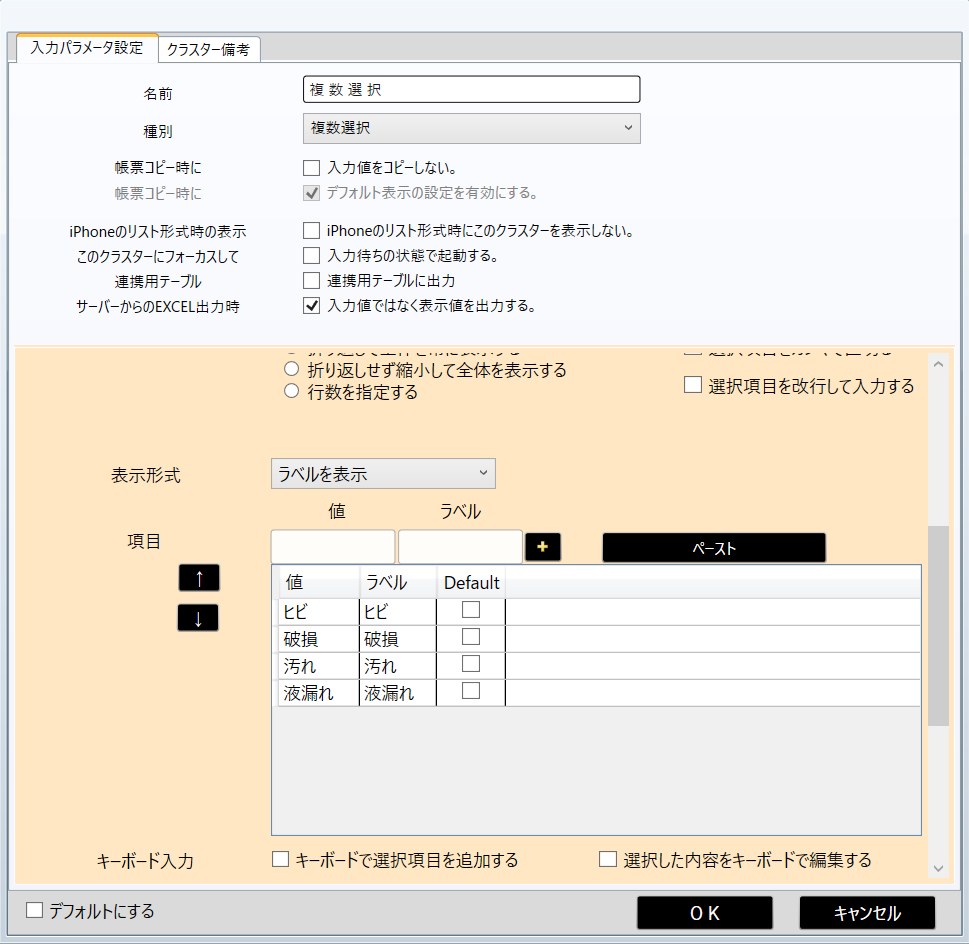 入力パラメータ設定 クラスター備考
名前 複数選択
種別 複数選択
帳票コピー時に 入力値をコピーしない。
帳票コピー時に デフォルト表示の設定を有効にする。
iPhoneのリスト形式時の表示 iPhoneのリスト形式時にこのクラスターを表示しない。
このクラスターにフォーカスして 入力待ちの状態で起動する。
連携用テーブル 連携用テーブルに出力
サーバーからのEXCEL出力時 入力値ではなく表示値を出力する。
折り返しせず縮小して全体を表示する
選択項目を改行して入力する
行数を指定する
表示形式 ラベルを表示
値 ラベル
項目 + ペースト
↑
↓
値 ラベル Default
ヒビ ヒビ
破損 破損
汚れ 汚れ
液漏れ 液漏れ
キーボード入力 キーボードで選択項目を追加する 選択した内容をキーボードで編集する
デフォルトにする OK キャンセル